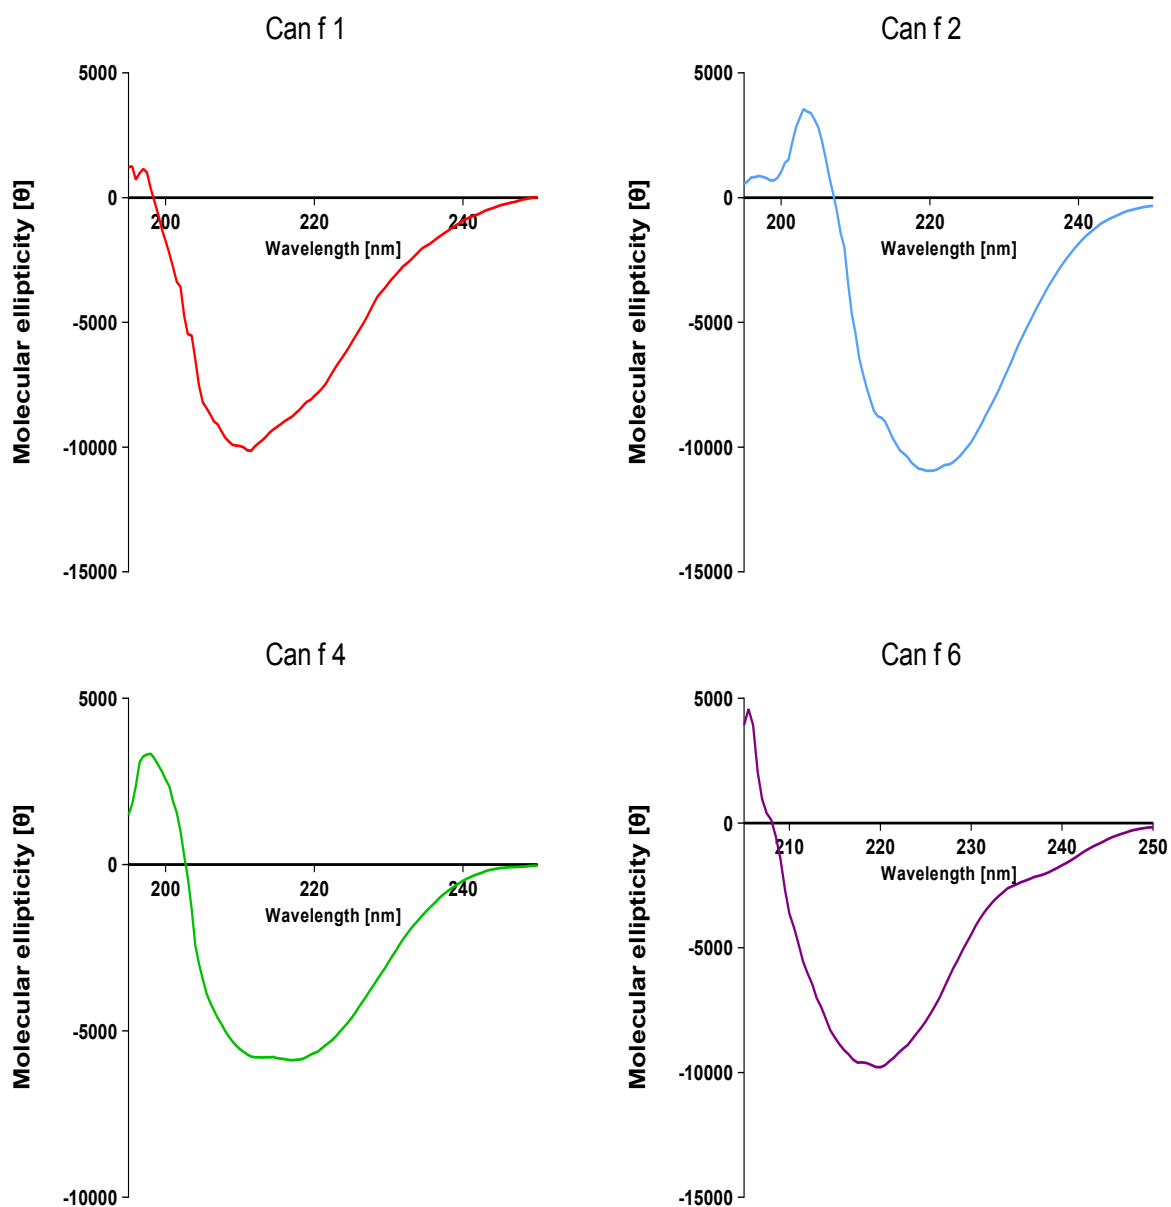 Can f 1
5000
0
-5000
-10000
-15000
200
220
240
Wavelength [nm]
Molecular ellipticity [θ]
Can f 2
5000
0
-5000
-10000
-15000
200
220
240
Wavelength [nm]
Molecular ellipticity [θ]
Can f 4
5000
0
-5000
-10000
200
220
240
Wavelength [nm]
Molecular ellipticity [θ]
Can f 6
5000
0
-5000
-10000
-15000
210
220
230
240
250
Wavelength [nm]
Molecular ellipticity [θ]